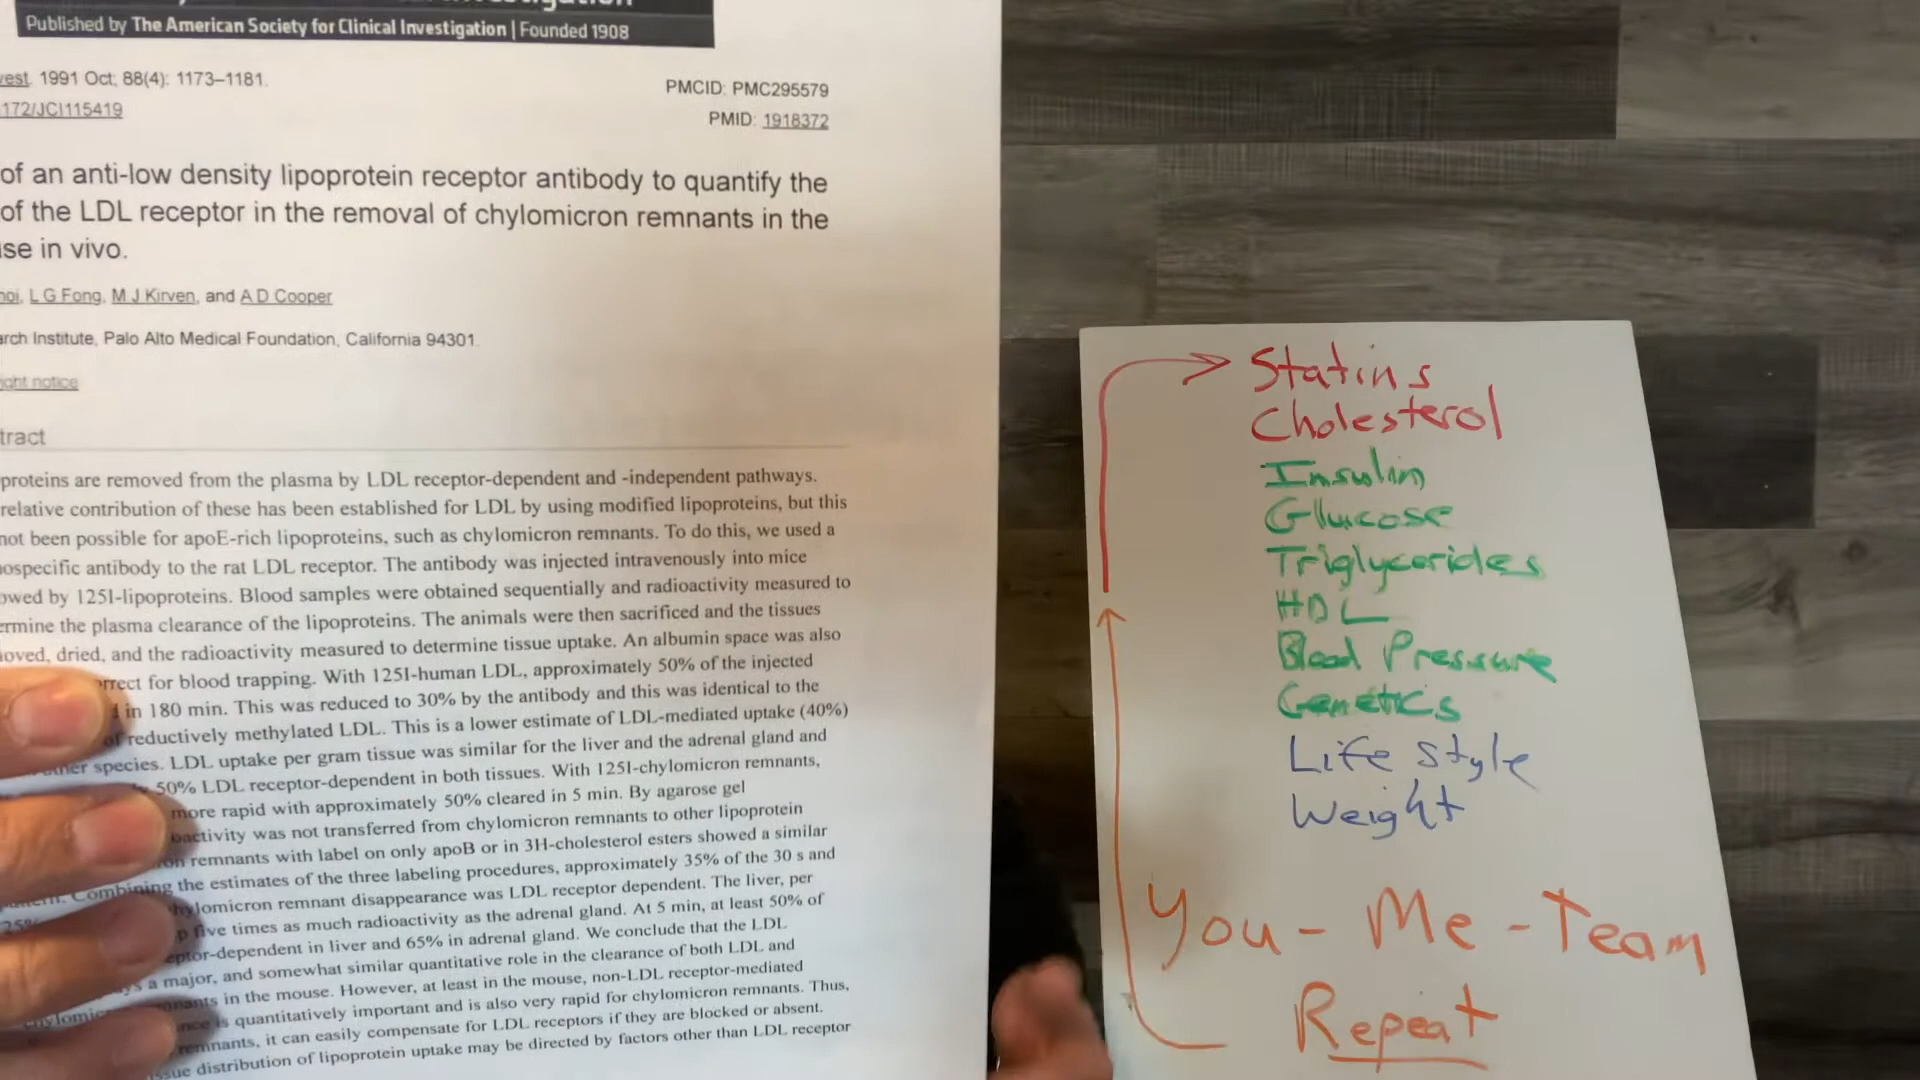 Published by The American Society for Clinical Investigation | Founded 1908
1991 Oct; 88(4): 1173–1181.
172/JCI115419
PMCID: PMC295579
PMID: 1918372
of an anti-low density lipoprotein receptor antibody to quantify the
of the LDL receptor in the removal of chylomicron remnants in the
in vivo.
L G Fong, M J Kirven, and A D Cooper
Institute, Palo Alto Medical Foundation, California 94301.
notice
tract
proteins are removed from the plasma by LDL receptor-dependent and -independent pathways.
relative contribution of these has been established for LDL by using modified lipoproteins, but this
not been possible for apoE-rich lipoproteins, such as chylomicron remnants. To do this, we used a
antibody to the rat LDL receptor. The antibody was injected intravenously into mice
owed by 125I-lipoproteins. Blood samples were obtained sequentially and radioactivity measured to
ermine the plasma clearance of the lipoproteins. The animals were then sacrificed and the tissues
oved, dried, and the radioactivity measured to determine tissue uptake. An albumin space was also
rrect for blood trapping. With 125I-human LDL, approximately 50% of the injected
in 180 min. This was reduced to 30% by the antibody and this was identical to the
of reductively methylated LDL. This is a lower estimate of LDL-mediated uptake (40%)
other species. LDL uptake per gram tissue was similar for the liver and the adrenal gland and
50% LDL receptor-dependent in both tissues. With 125I-chylomicron remnants,
more rapid with approximately 50% cleared in 5 min. By agarose gel
oactivity was not transferred from chylomicron remnants to other lipoprotein
remnants with label on only apoB or in 3H-cholesterol esters showed a similar
pattern. Combining the estimates of the three labeling procedures, approximately 35% of the 30 s and
25% hylomicron remnant disappearance was LDL receptor dependent. The liver, per
five times as much radioactivity as the adrenal gland. At 5 min, at least 50% of
eptor-dependent in liver and 65% in adrenal gland. We conclude that the LDL
a major, and somewhat similar quantitative role in the clearance of both LDL and
in the mouse. However, at least in the mouse, non-LDL receptor-mediated
is quantitatively important and is also very rapid for chylomicron remnants. Thus,
remnants, it can easily compensate for LDL receptors if they are blocked or absent.
distribution of lipoprotein uptake may be directed by factors other than LDL receptor
Statins
Cholesterol
Insulin
Glucose
Triglycerides
HDL
Blood Pressure
Genetics
Life Style
Weight
You - Me - Team
Repeat